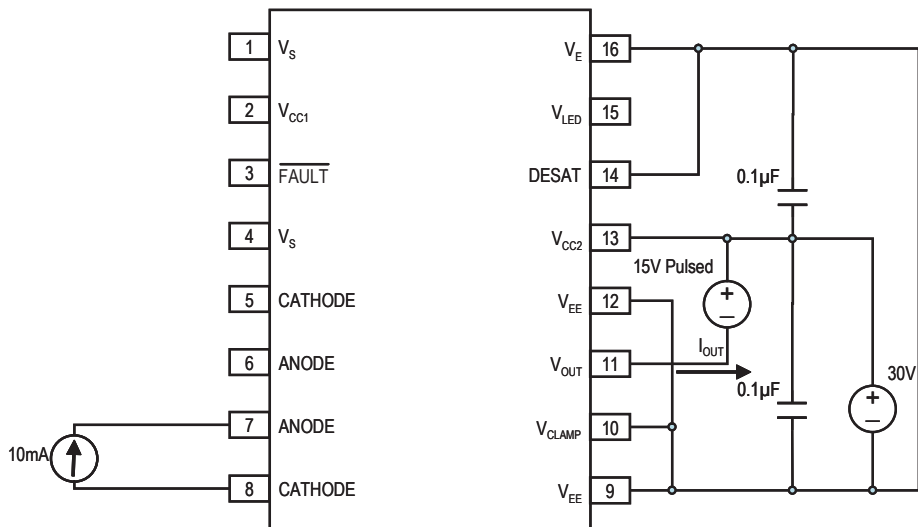 1 V_S
2 V_CC1
3 FAULT
4 V_S
5 CATHODE
6 ANODE
7 ANODE
8 CATHODE
10mA
V_E 16
V_LED 15
DESAT 14
V_CC2 13
V_EE 12
V_OUT 11
V_CLAMP 10
V_EE 9
0.1µF
15V Pulsed
+
–
I_OUT
0.1µF
30V
+
–